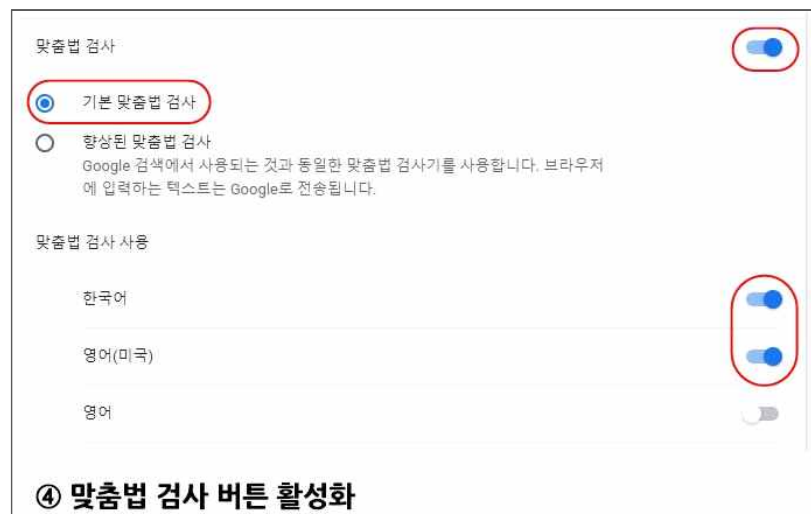 맞춤법 검사
기본 맞춤법 검사
향상된 맞춤법 검사
Google 검색에서 사용되는 것과 동일한 맞춤법 검사기를 사용합니다. 브라우저
에 입력하는 텍스트는 Google로 전송됩니다.
맞춤법 검사 사용
한국어
영어(미국)
영어
④ 맞춤법 검사 버튼 활성화